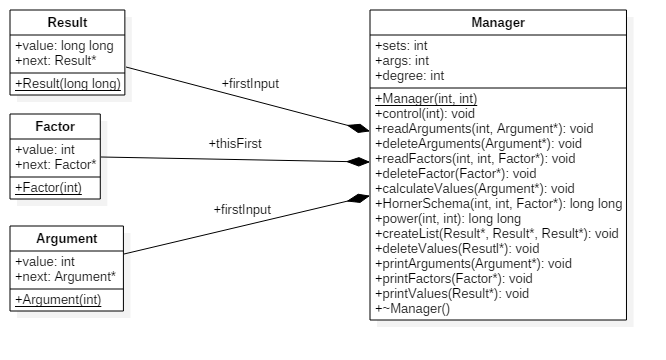 Result
+value: long long
+next: Result*
+Result(long long)
+firstInput
Factor
+value: int
+next: Factor*
+Factor(int)
+thisFirst
Argument
+value: int
+next: Argument*
+Argument(int)
+firstInput
Manager
+sets: int
+args: int
+degree: int
+Manager(int, int)
+control(int): void
+readArguments(int, Argument*): void
+deleteArguments(Argument*): void
+readFactors(int, int, Factor*): void
+deleteFactor(Factor*): void
+calculateValues(Argument*): void
+HornerSchema(int, int, Factor*): long long
+power(int, int): long long
+createList(Result*, Result*, Result*): void
+deleteValues(Resutl*): void
+printArguments(Argument*): void
+printFactors(Factor*): void
+printValues(Result*): void
+~Manager()